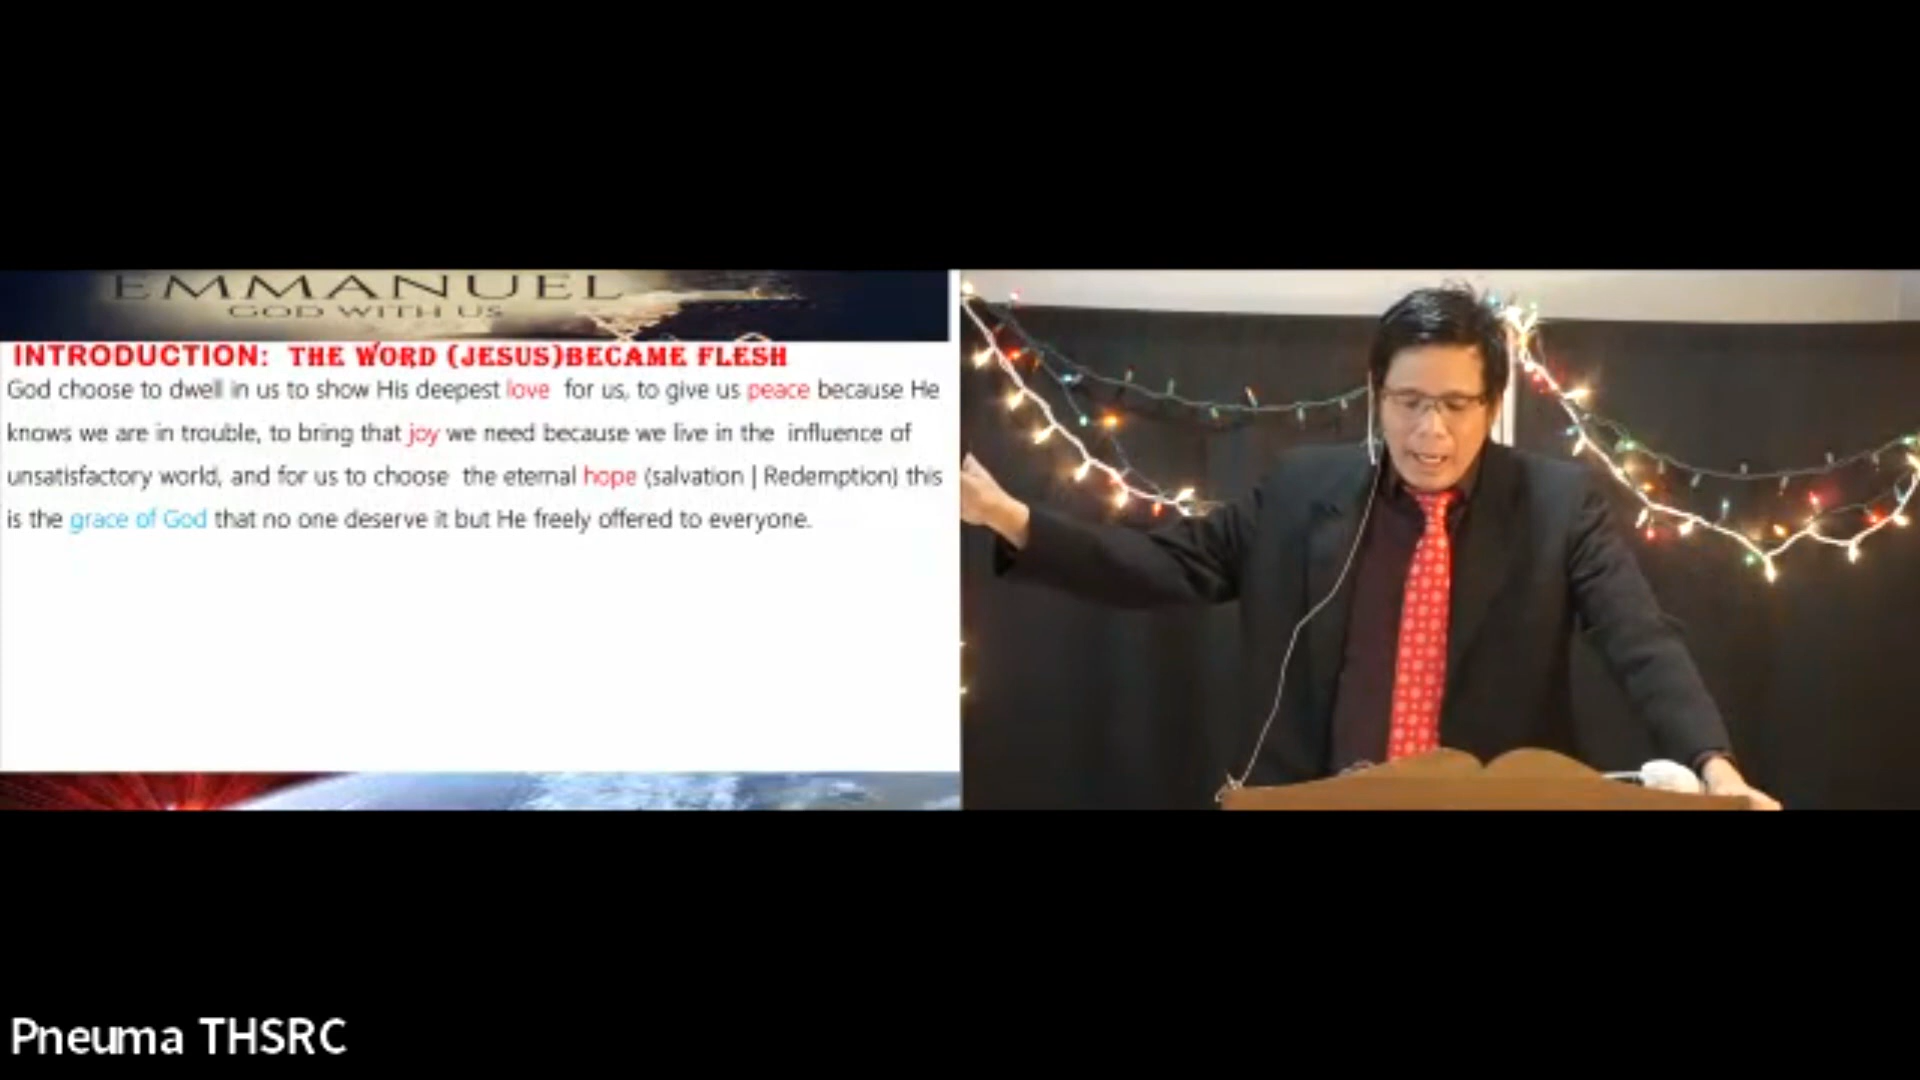 EMMANUEL
GOD WITH US
INTRODUCTION: THE WORD (JESUS)BECAME FLESH
God choose to dwell in us to show His deepest love for us, to give us peace because He
knows we are in trouble, to bring that joy we need because we live in the influence of
unsatisfactory world, and for us to choose the eternal hope (salvation | Redemption) this
is the grace of God that no one deserve it but He freely offered to everyone.
Pneuma THSRC